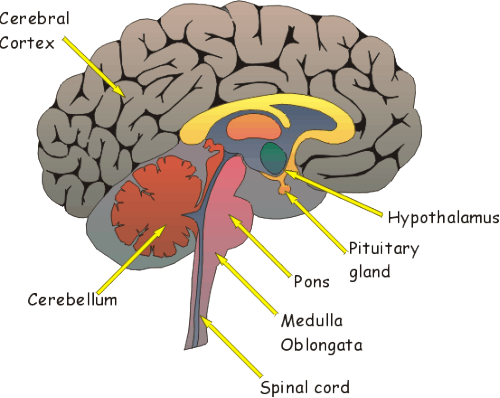 Cerebral
Cortex
Hypothalamus
Pituitary
gland
Pons
Cerebellum
Medulla
Oblongata
Spinal cord